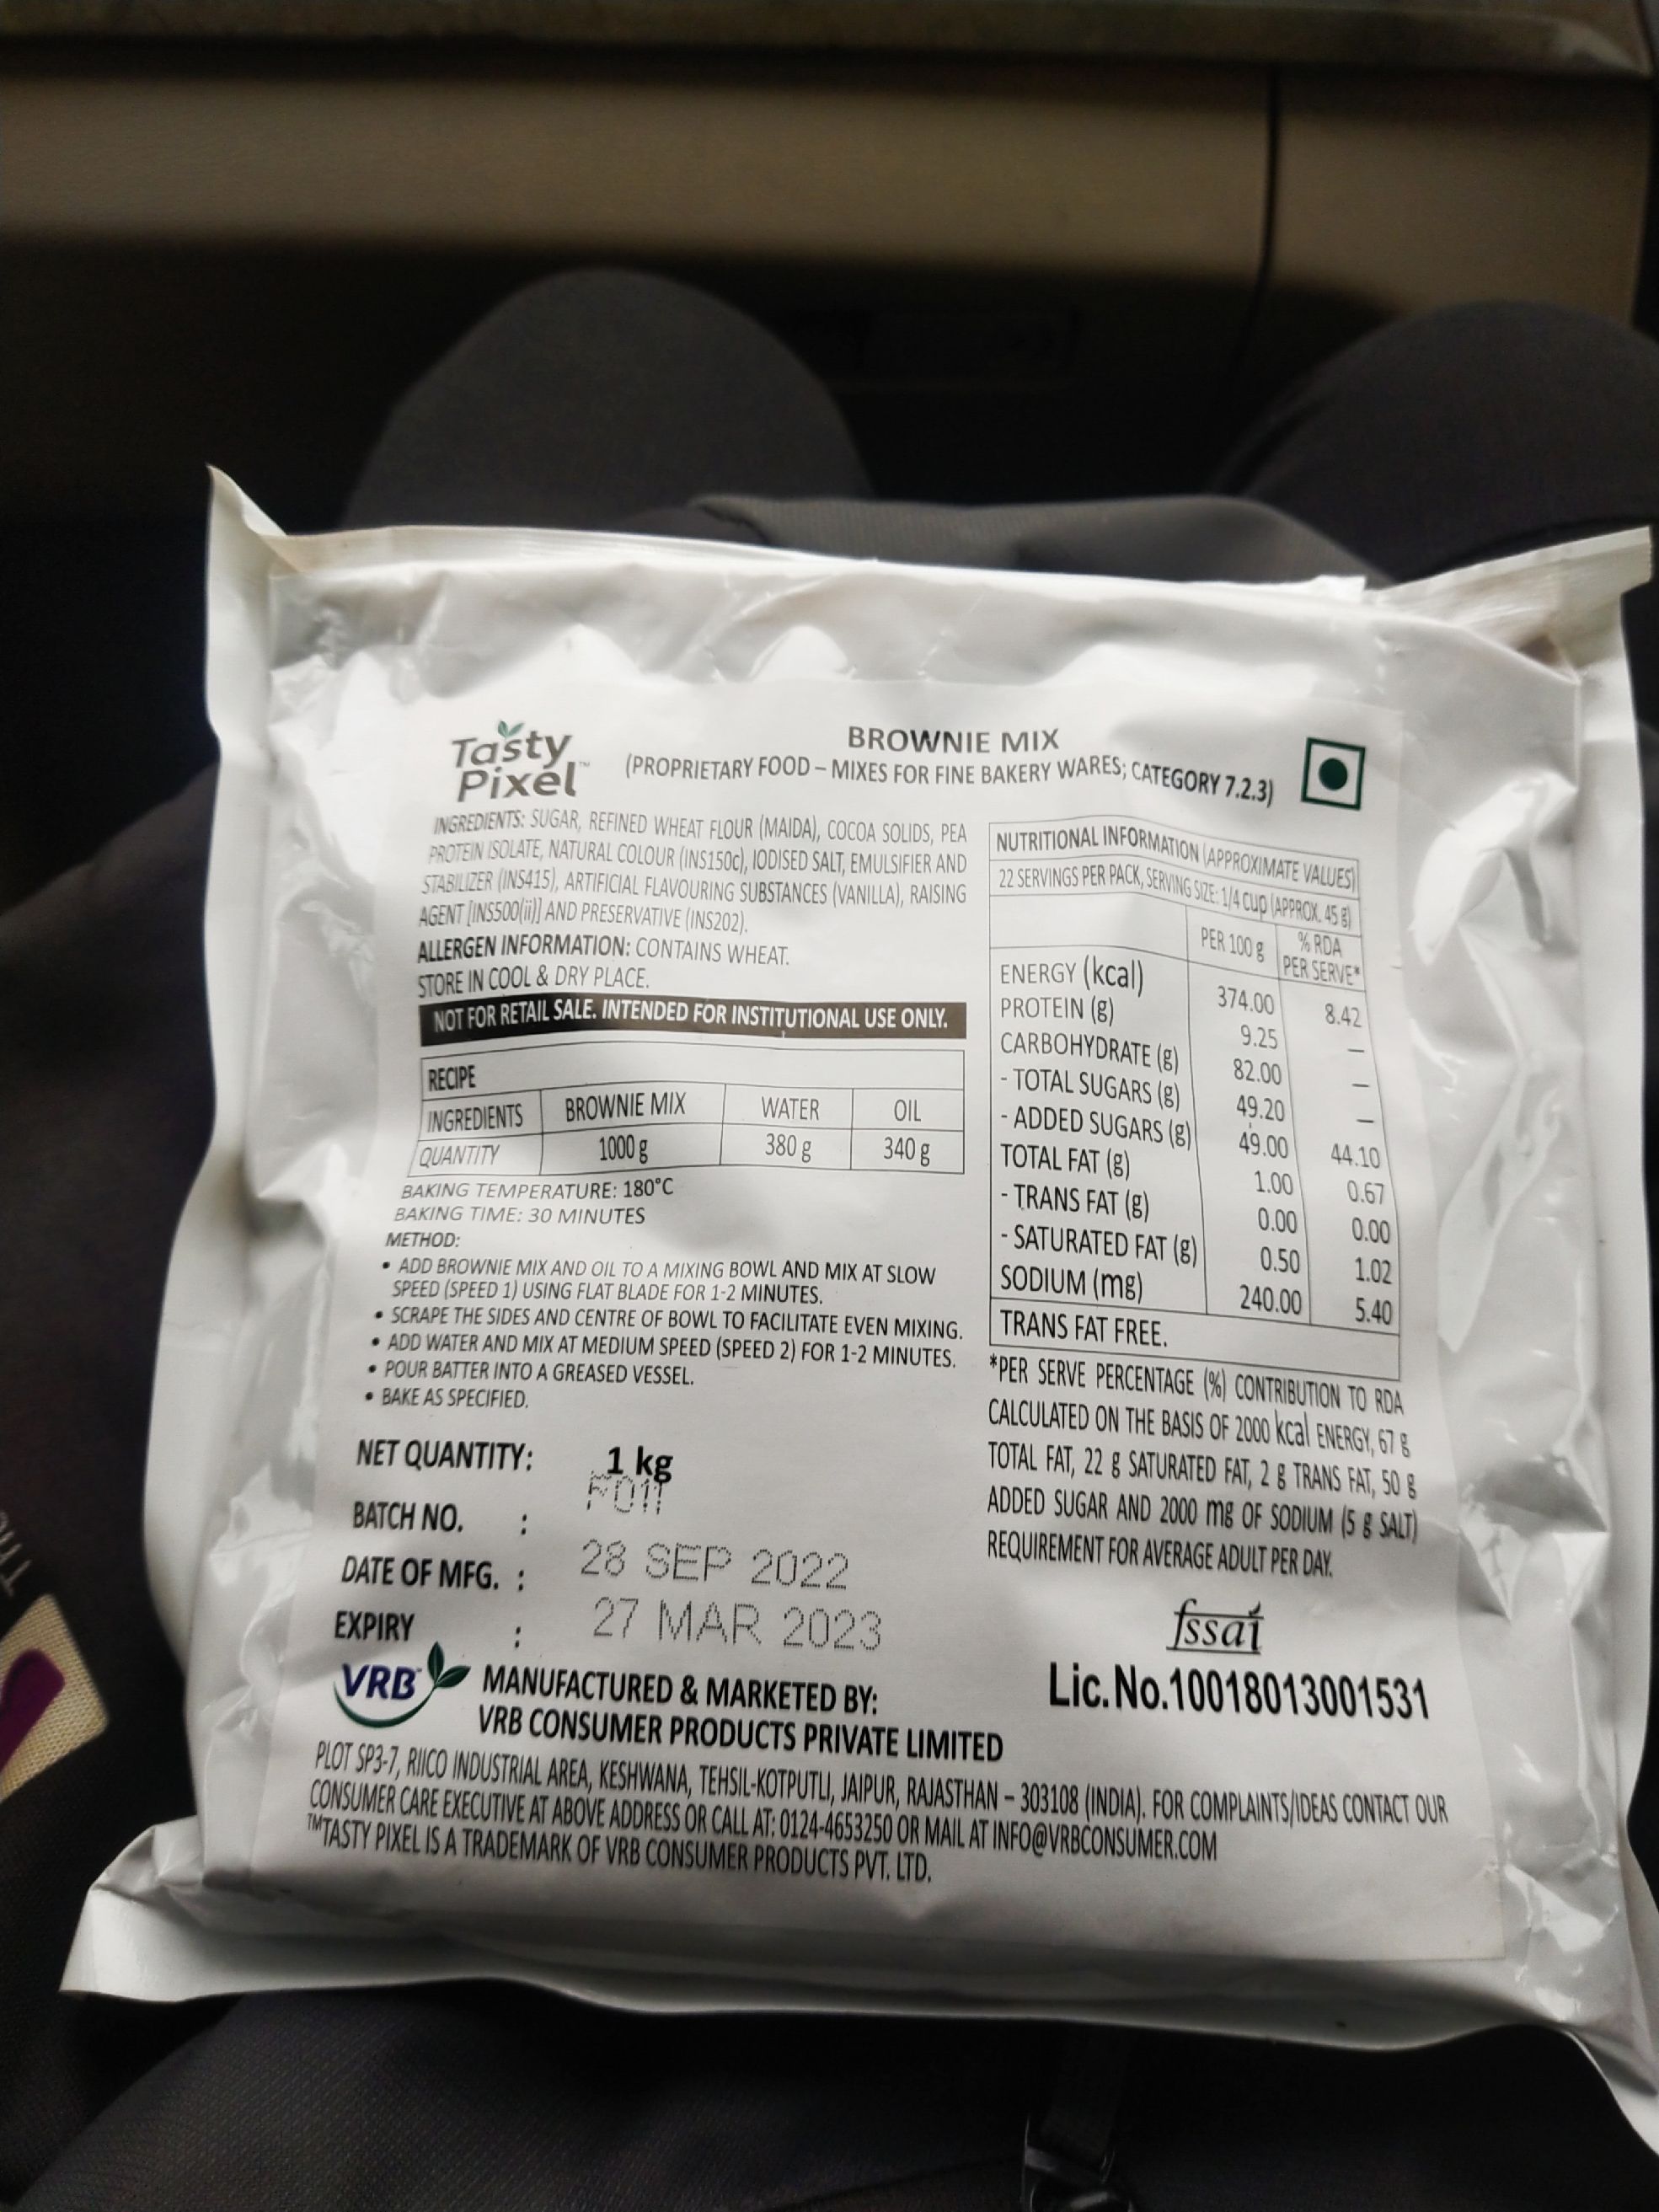 Tasty
Pixel™
BROWNIE MIX
(PROPRIETARY FOOD – MIXES FOR FINE BAKERY WARES; CATEGORY 7.2.3)
INGREDIENTS: SUGAR, REFINED WHEAT FLOUR (MAIDA), COCOA SOLIDS, PEA
PROTEIN ISOLATE, NATURAL COLOUR (INS150c), IODISED SALT, EMULSIFIER AND
STABILIZER (INS415), ARTIFICIAL FLAVOURING SUBSTANCES (VANILLA), RAISING
AGENT [INS500(ii)] AND PRESERVATIVE (INS202).
ALLERGEN INFORMATION: CONTAINS WHEAT.
STORE IN COOL & DRY PLACE.
NOT FOR RETAIL SALE. INTENDED FOR INSTITUTIONAL USE ONLY.
RECIPE
INGREDIENTS BROWNIE MIX WATER OIL
QUANTITY 1000 g 380 g 340 g
BAKING TEMPERATURE: 180°C
BAKING TIME: 30 MINUTES
METHOD:
• ADD BROWNIE MIX AND OIL TO A MIXING BOWL AND MIX AT SLOW
SPEED (SPEED 1) USING FLAT BLADE FOR 1-2 MINUTES.
• SCRAPE THE SIDES AND CENTRE OF BOWL TO FACILITATE EVEN MIXING.
• ADD WATER AND MIX AT MEDIUM SPEED (SPEED 2) FOR 1-2 MINUTES.
• POUR BATTER INTO A GREASED VESSEL.
• BAKE AS SPECIFIED.
NUTRITIONAL INFORMATION (APPROXIMATE VALUES)
22 SERVINGS PER PACK, SERVING SIZE: 1/4 cup (APPROX. 45 g)
PER 100 g % RDA
PER SERVE*
ENERGY (kcal) 374.00 8.42
PROTEIN (g) 9.25 –
CARBOHYDRATE (g) 82.00 –
- TOTAL SUGARS (g) 49.20 –
- ADDED SUGARS (g) 49.00 44.10
TOTAL FAT (g) 1.00 0.67
- TRANS FAT (g) 0.00 0.00
- SATURATED FAT (g) 0.50 1.02
SODIUM (mg) 240.00 5.40
TRANS FAT FREE.
*PER SERVE PERCENTAGE (%) CONTRIBUTION TO RDA
CALCULATED ON THE BASIS OF 2000 kcal ENERGY, 67 g
TOTAL FAT, 22 g SATURATED FAT, 2 g TRANS FAT, 50 g
ADDED SUGAR AND 2000 mg OF SODIUM (5 g SALT)
REQUIREMENT FOR AVERAGE ADULT PER DAY.
NET QUANTITY: 1 kg
BATCH NO. :
DATE OF MFG. : 28 SEP 2022
EXPIRY : 27 MAR 2023
fssai
Lic.No.10018013001531
VRB MANUFACTURED & MARKETED BY:
VRB CONSUMER PRODUCTS PRIVATE LIMITED
PLOT SP3-7, RIICO INDUSTRIAL AREA, KESHWANA, TEHSIL-KOTPUTLI, JAIPUR, RAJASTHAN – 303108 (INDIA). FOR COMPLAINTS/IDEAS CONTACT OUR
CONSUMER CARE EXECUTIVE AT ABOVE ADDRESS OR CALL AT: 0124-4653250 OR MAIL AT INFO@VRBCONSUMER.COM
™TASTY PIXEL IS A TRADEMARK OF VRB CONSUMER PRODUCTS PVT. LTD.